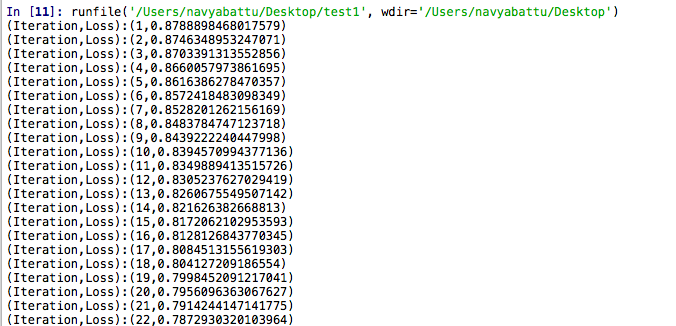 In [11]: runfile('/Users/navyabattu/Desktop/test1', wdir='/Users/navyabattu/Desktop')
(Iteration,Loss):(1,0.8788898468017579)
(Iteration,Loss):(2,0.8746348953247071)
(Iteration,Loss):(3,0.8703391313552856)
(Iteration,Loss):(4,0.8660057973861695)
(Iteration,Loss):(5,0.8616386278470357)
(Iteration,Loss):(6,0.8572418483098349)
(Iteration,Loss):(7,0.8528201262156169)
(Iteration,Loss):(8,0.8483784747123718)
(Iteration,Loss):(9,0.8439222240447998)
(Iteration,Loss):(10,0.8394570994377136)
(Iteration,Loss):(11,0.8349889413515726)
(Iteration,Loss):(12,0.8305237627029419)
(Iteration,Loss):(13,0.8260675549507142)
(Iteration,Loss):(14,0.821626382668813)
(Iteration,Loss):(15,0.8172062102953593)
(Iteration,Loss):(16,0.8128126843770345)
(Iteration,Loss):(17,0.8084513155619303)
(Iteration,Loss):(18,0.804127209186554)
(Iteration,Loss):(19,0.7998452091217041)
(Iteration,Loss):(20,0.7956096363067627)
(Iteration,Loss):(21,0.7914244147141775)
(Iteration,Loss):(22,0.7872930320103964)